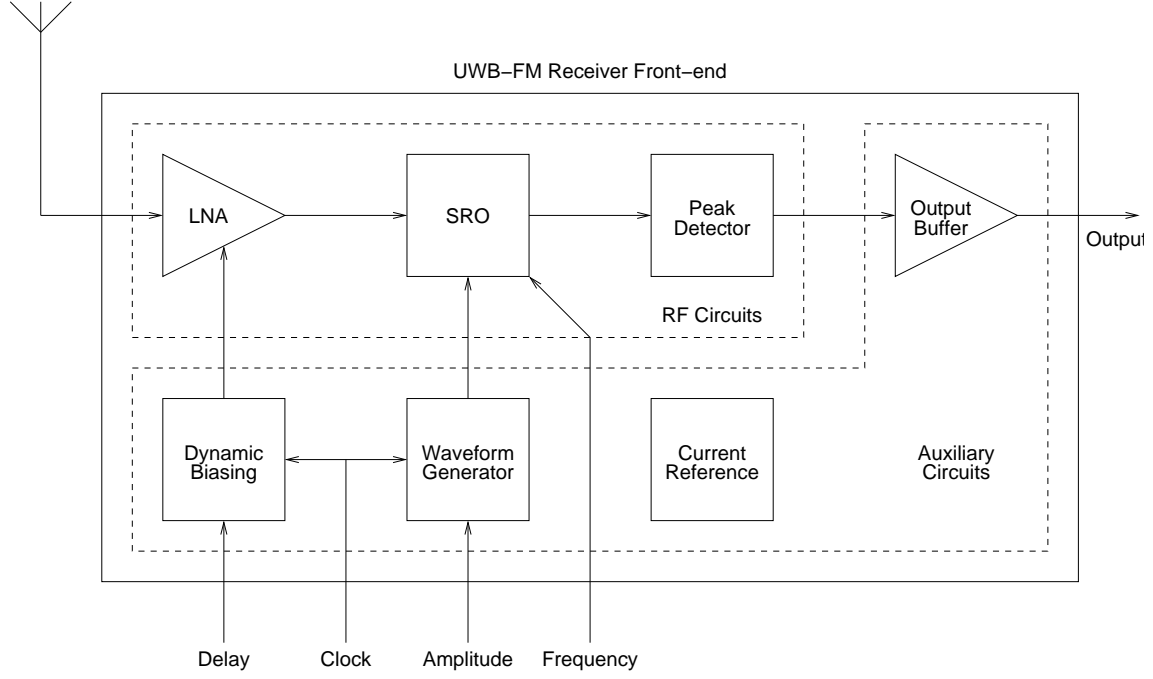 UWB−FM Receiver Front−end
LNA
SRO
Peak
Detector
Output
Buffer
Output
RF Circuits
Dynamic
Biasing
Waveform
Generator
Current
Reference
Auxiliary
Circuits
Delay
Clock
Amplitude
Frequency